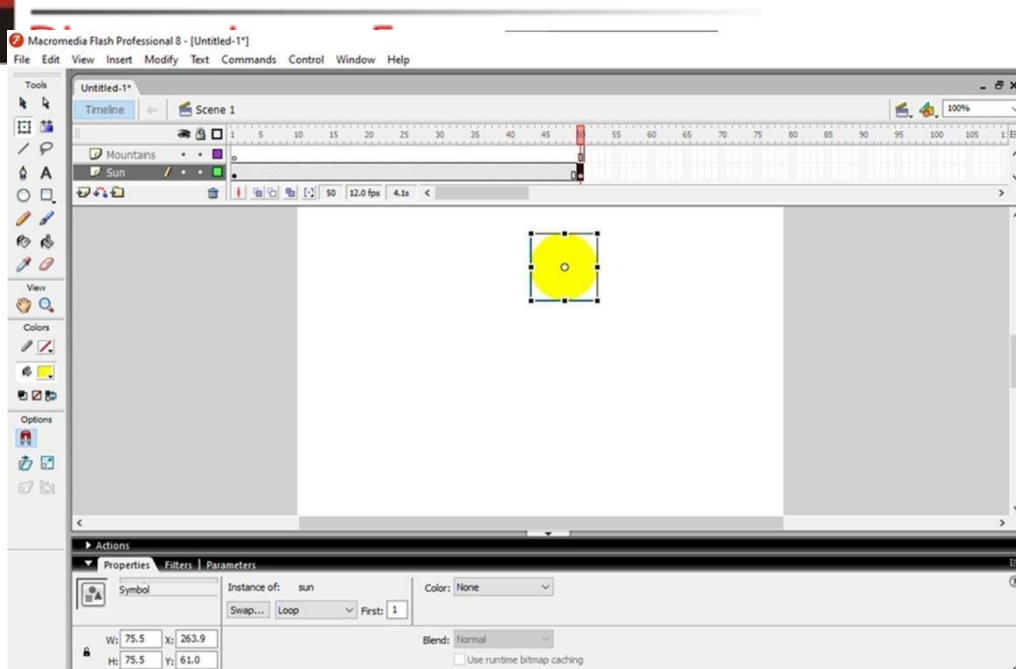 Macromedia Flash Professional 8 - [Untitled-1*]
File Edit View Insert Modify Text Commands Control Window Help
Tools
Untitled-1*
Timeline Scene 1 100%
1 5 10 15 20 25 30 35 40 45 50 55 60 65 70 75 80 85 90 95 100 105
Mountains
Sun
50 12.0 fps 4.1s
View
Colors
Options
Actions
Properties Filters Parameters
Symbol Instance of: sun Color: None
Swap... Loop First: 1
W: 75.5 X: 263.9 Blend: Normal
H: 75.5 Y: 61.0 Use runtime bitmap caching